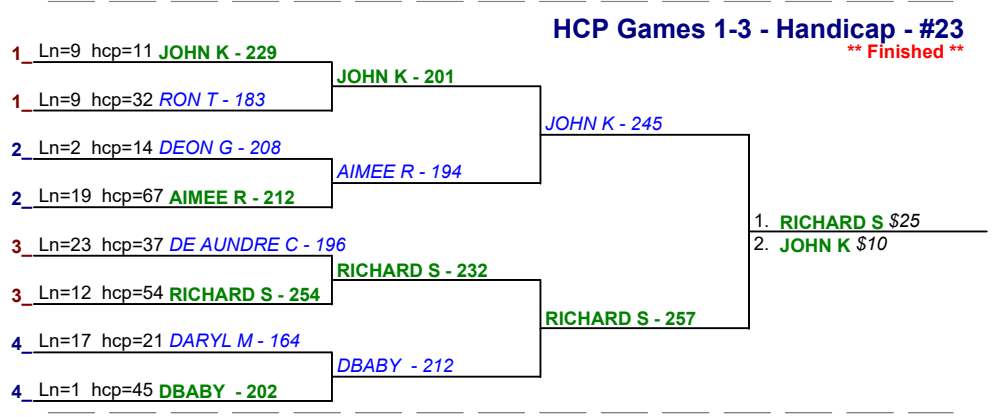 HCP Games 1-3 - Handicap - #23
** Finished **
1_ Ln=9 hcp=11 JOHN K - 229
JOHN K - 201
1_ Ln=9 hcp=32 RON T - 183
JOHN K - 245
2_ Ln=2 hcp=14 DEON G - 208
AIMEE R - 194
2_ Ln=19 hcp=67 AIMEE R - 212
1. RICHARD S $25
2. JOHN K $10
3_ Ln=23 hcp=37 DE AUNDRE C - 196
RICHARD S - 232
3_ Ln=12 hcp=54 RICHARD S - 254
RICHARD S - 257
4_ Ln=17 hcp=21 DARYL M - 164
DBABY - 212
4_ Ln=1 hcp=45 DBABY - 202